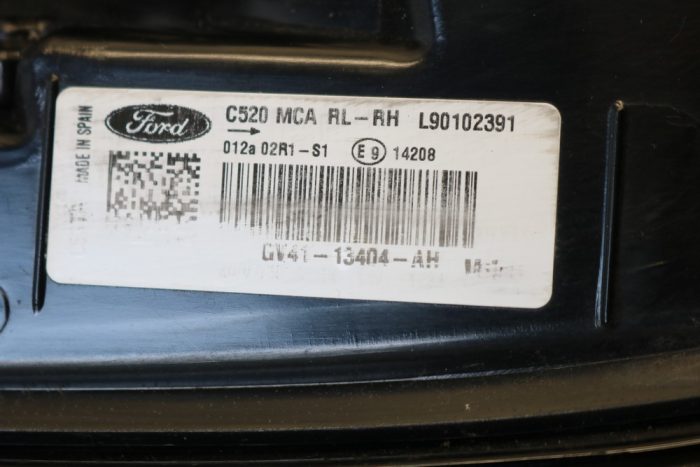 MADE IN SPAIN
Ford
C520 MCA RL-RH L90102391
012a 02R1-S1 E9 14208
GV41-13404-AH